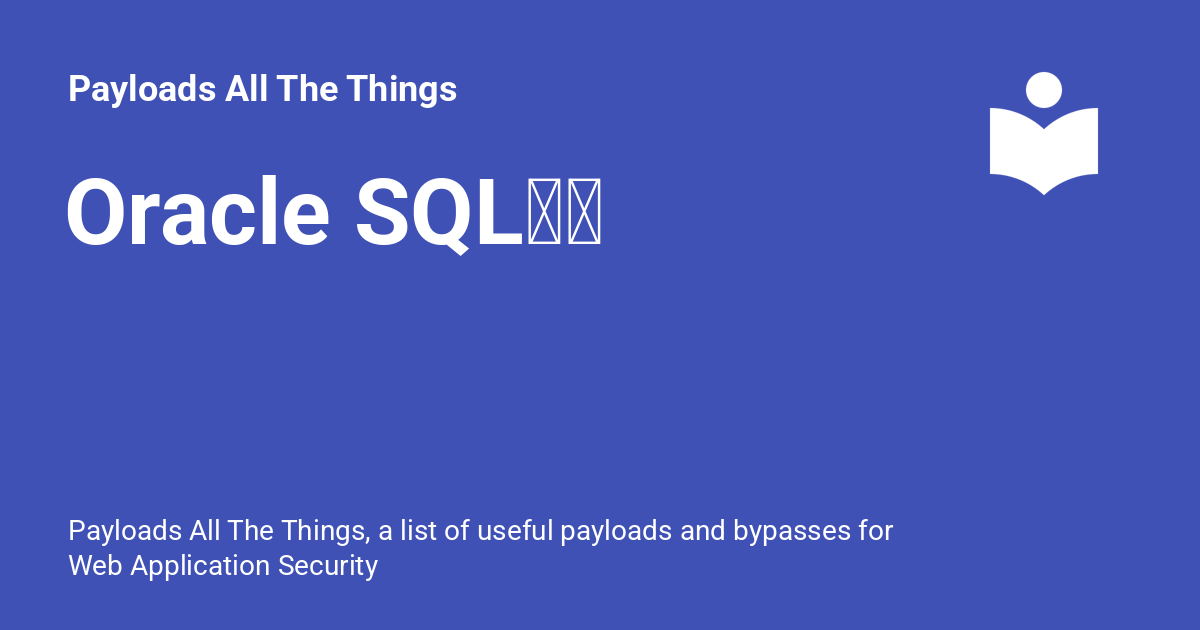 Payloads All The Things
Oracle SQL
Payloads All The Things, a list of useful payloads and bypasses for
Web Application Security